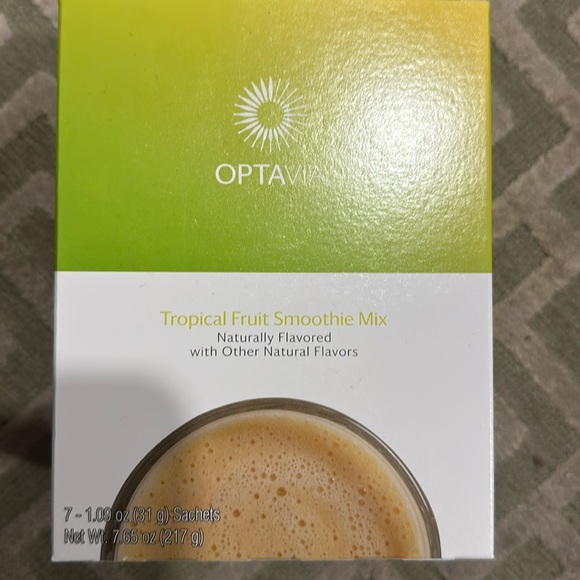 OPTAVIA
Tropical Fruit Smoothie Mix
Naturally Flavored
with Other Natural Flavors
7 - 1.09 oz (31 g) Sachets
Net Wt. 7.65 oz (217 g)